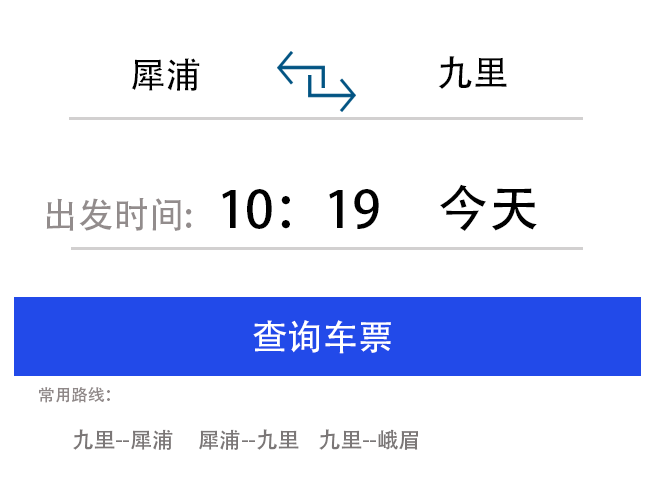 犀浦 九里
出发时间: 10：19 今天
查询车票
常用路线：
九里--犀浦 犀浦--九里 九里--峨眉